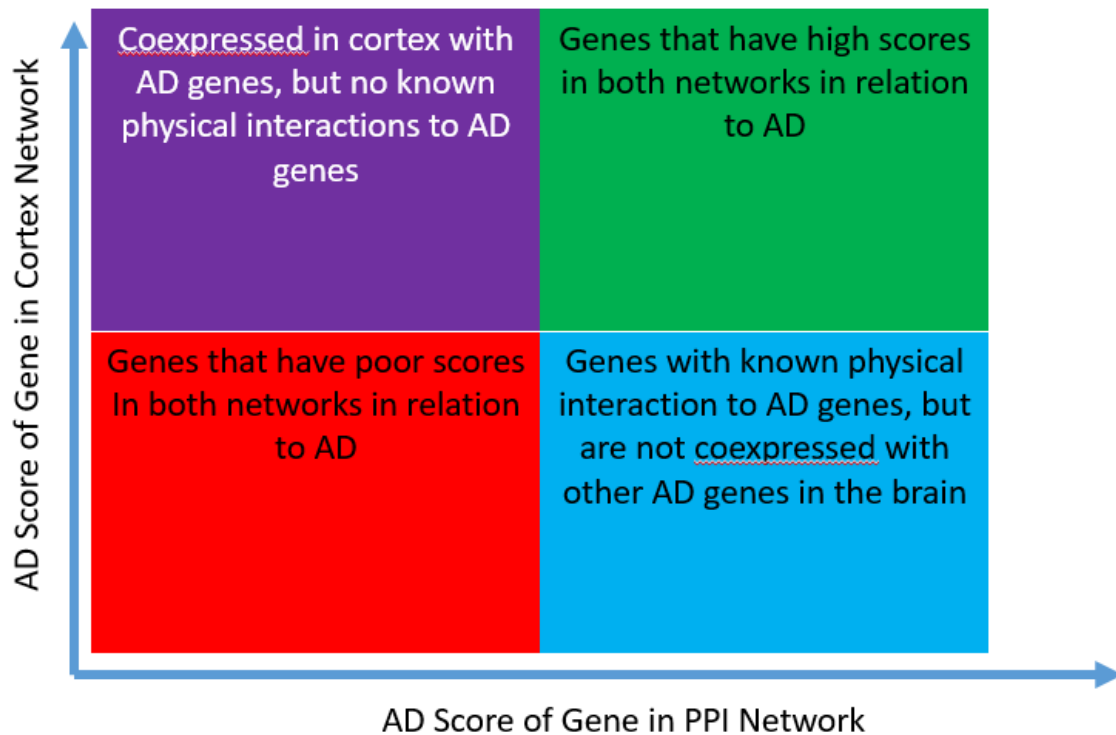 AD Score of Gene in Cortex Network
Coexpressed in cortex with
AD genes, but no known
physical interactions to AD
genes
Genes that have high scores
in both networks in relation
to AD
Genes that have poor scores
In both networks in relation
to AD
Genes with known physical
interaction to AD genes, but
are not coexpressed with
other AD genes in the brain
AD Score of Gene in PPI Network